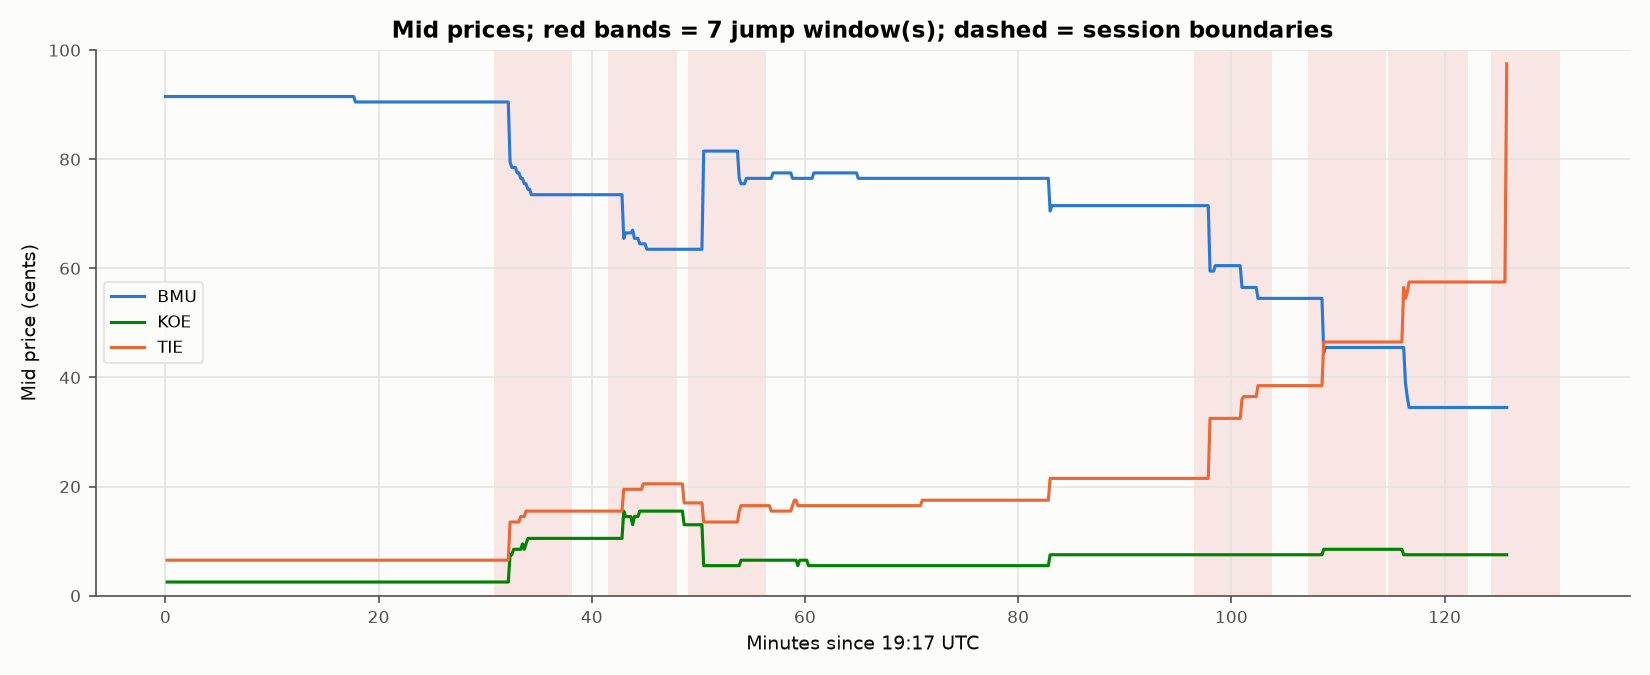 Mid prices; red bands = 7 jump window(s); dashed = session boundaries
Mid price (cents)
100
80
60
40
20
0
BMU
KOE
TIE
0
20
40
60
80
100
120
Minutes since 19:17 UTC